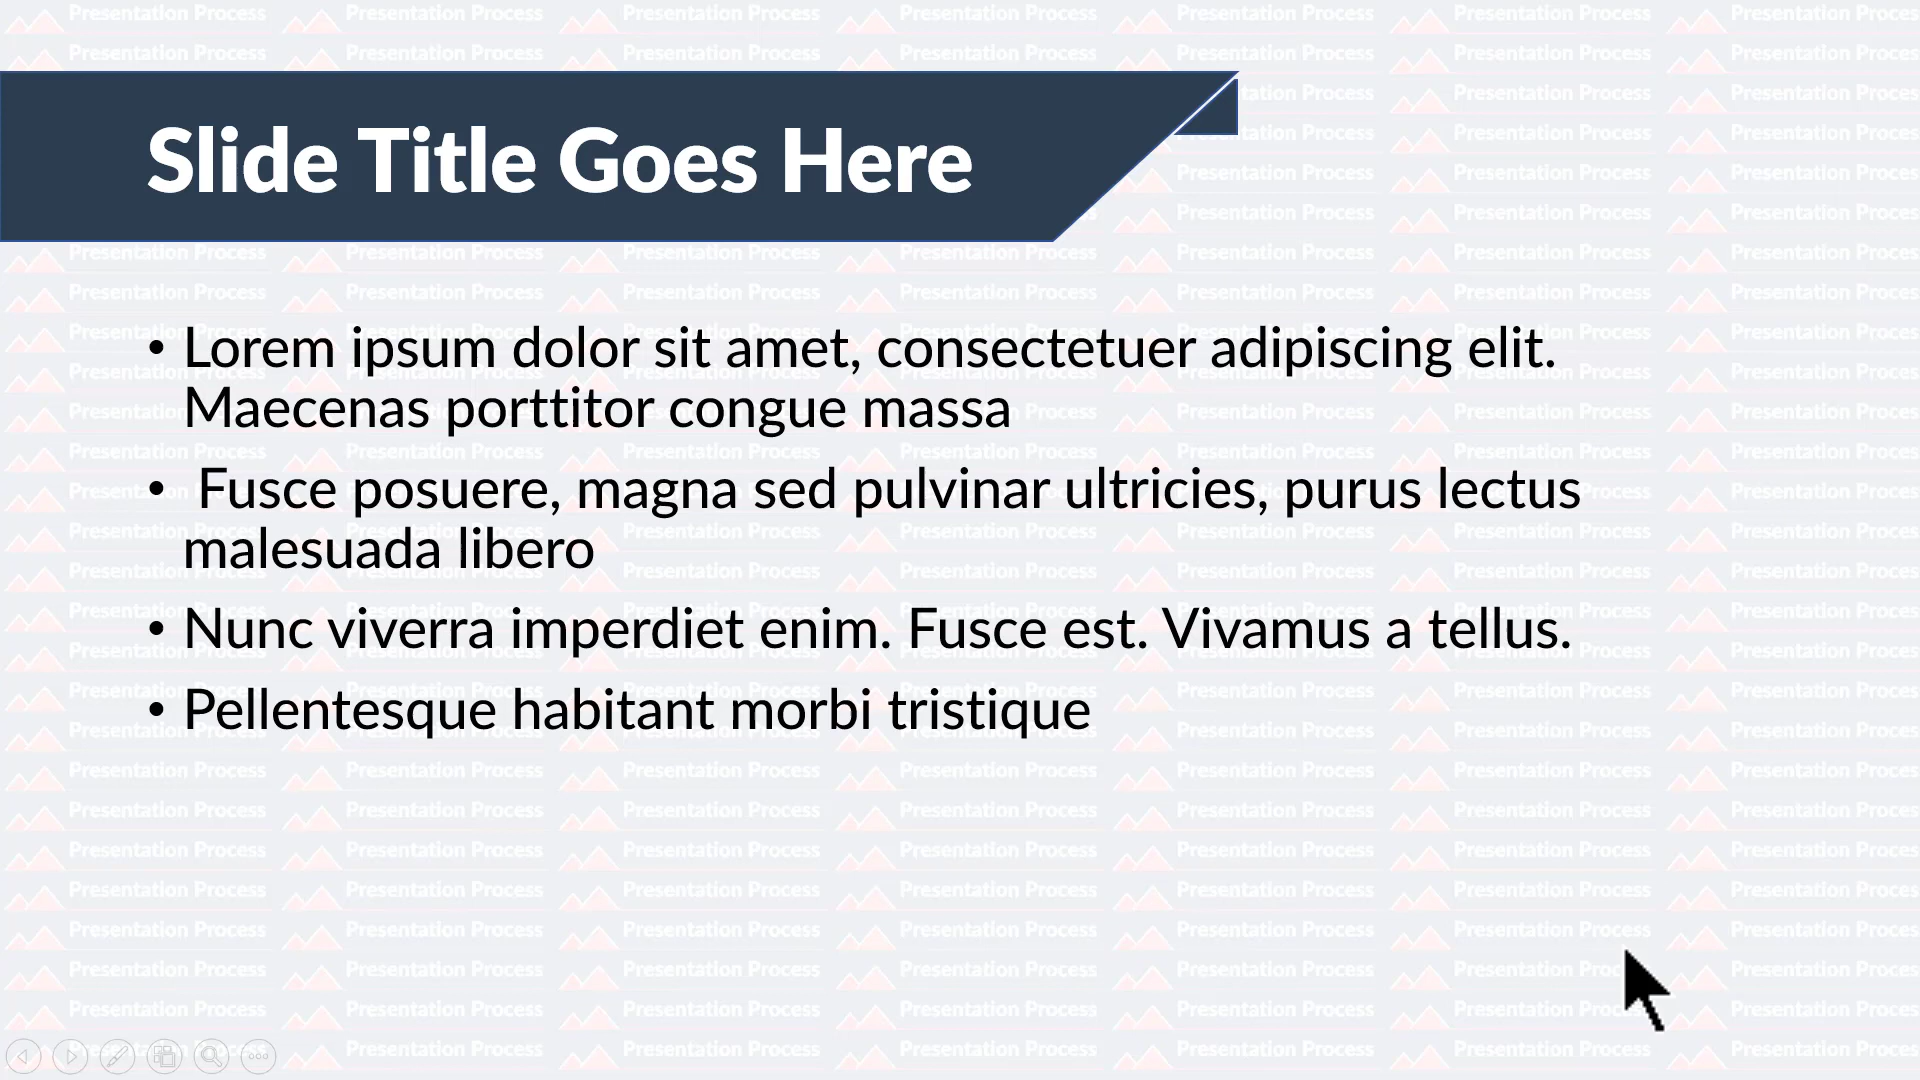 Slide Title Goes Here
• Lorem ipsum dolor sit amet, consectetuer adipiscing elit.
Maecenas porttitor congue massa
• Fusce posuere, magna sed pulvinar ultricies, purus lectus
malesuada libero
• Nunc viverra imperdiet enim. Fusce est. Vivamus a tellus.
• Pellentesque habitant morbi tristique
Presentation Process